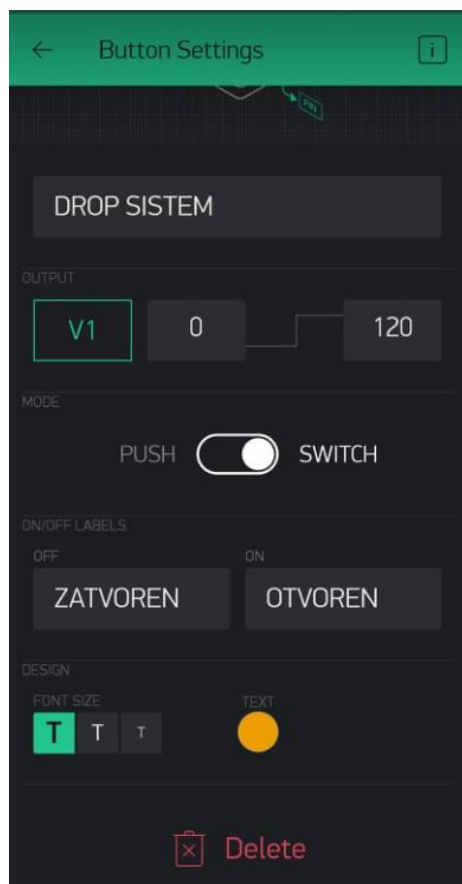 ← Button Settings i
PIN
DROP SISTEM
OUTPUT
V1 0 120
MODE
PUSH SWITCH
ON/OFF LABELS
OFF ON
ZATVOREN OTVOREN
DESIGN
FONT SIZE TEXT
T T T
Delete